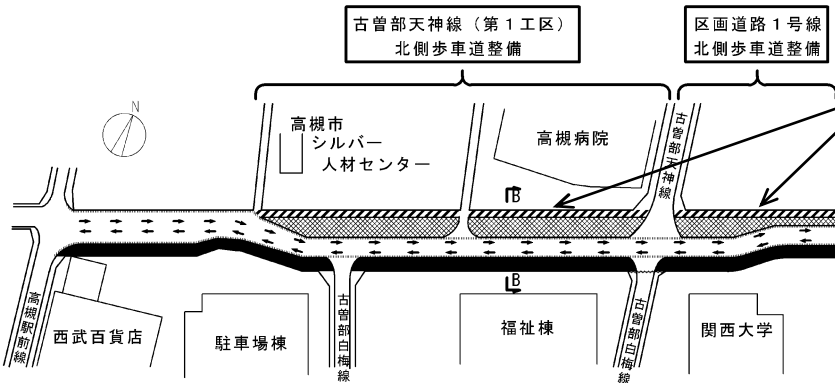 古曽部天神線（第１工区）
北側歩車道整備
区画道路１号線
北側歩車道整備
N
高槻市
シルバー
人材センター
高槻病院
古曽部天神線
B
B
高槻駅前線
西武百貨店
駐車場棟
古曽部白梅線
福祉棟
古曽部白梅線
関西大学